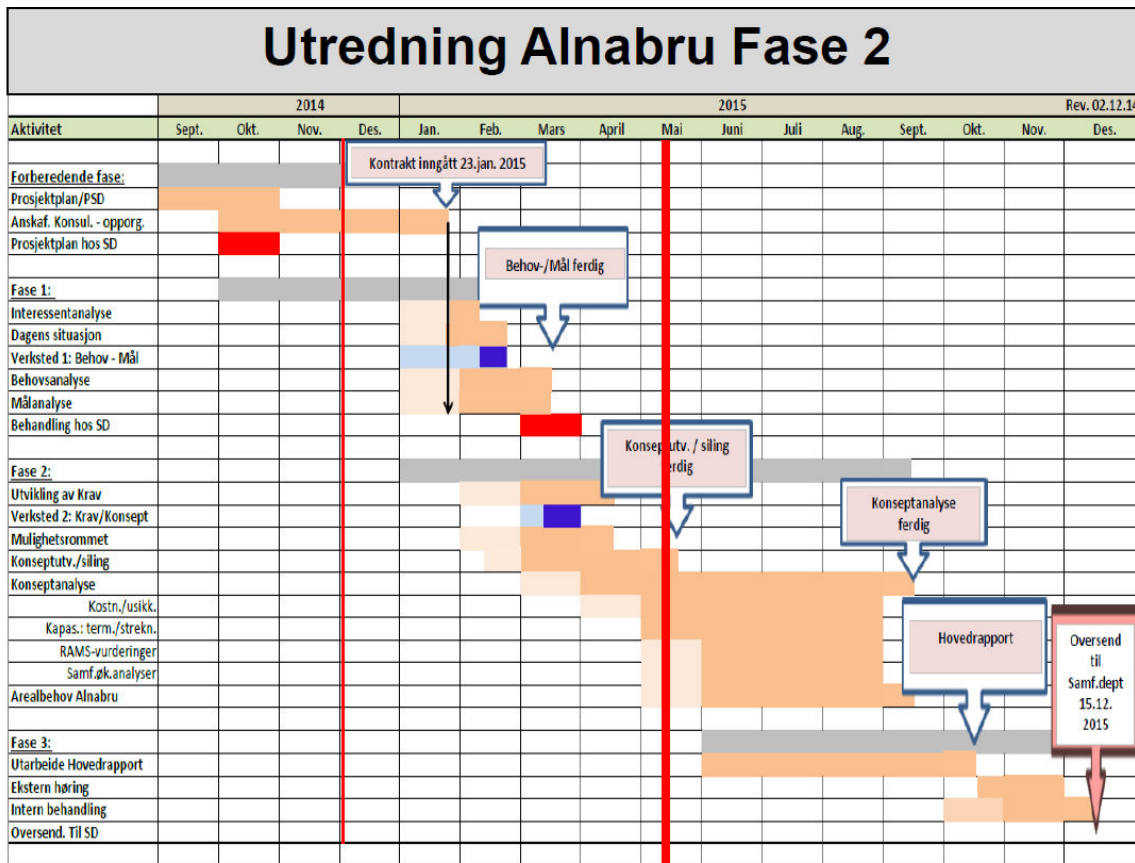 Utredning Alnabru Fase 2
2014 2015 Rev. 02.12.14
Aktivitet Sept. Okt. Nov. Des. Jan. Feb. Mars April Mai Juni Juli Aug. Sept. Okt. Nov. Des.
Kontrakt inngått 23.jan. 2015
Forberedende fase:
Prosjektplan/PSD
Anskaf. Konsul. - opporg.
Prosjektplan hos SD
Behov-/Mål ferdig
Fase 1:
Interessentanalyse
Dagens situasjon
Verksted 1: Behov - Mål
Behovsanalyse
Målanalyse
Behandling hos SD
Konseptutv. / siling
ferdig
Fase 2:
Utvikling av Krav
Verksted 2: Krav/Konsept
Konseptanalyse
ferdig
Mulighetsrommet
Konseptutv./siling
Konseptanalyse
Kostn./usikk.
Kapas.: term./strekn.
RAMS-vurderinger
Samf.øk.analyser
Arealbehov Alnabru
Hovedrapport
Oversend
til
Samf.dept
15.12.
2015
Fase 3:
Utarbeide Hovedrapport
Ekstern høring
Intern behandling
Oversend. Til SD